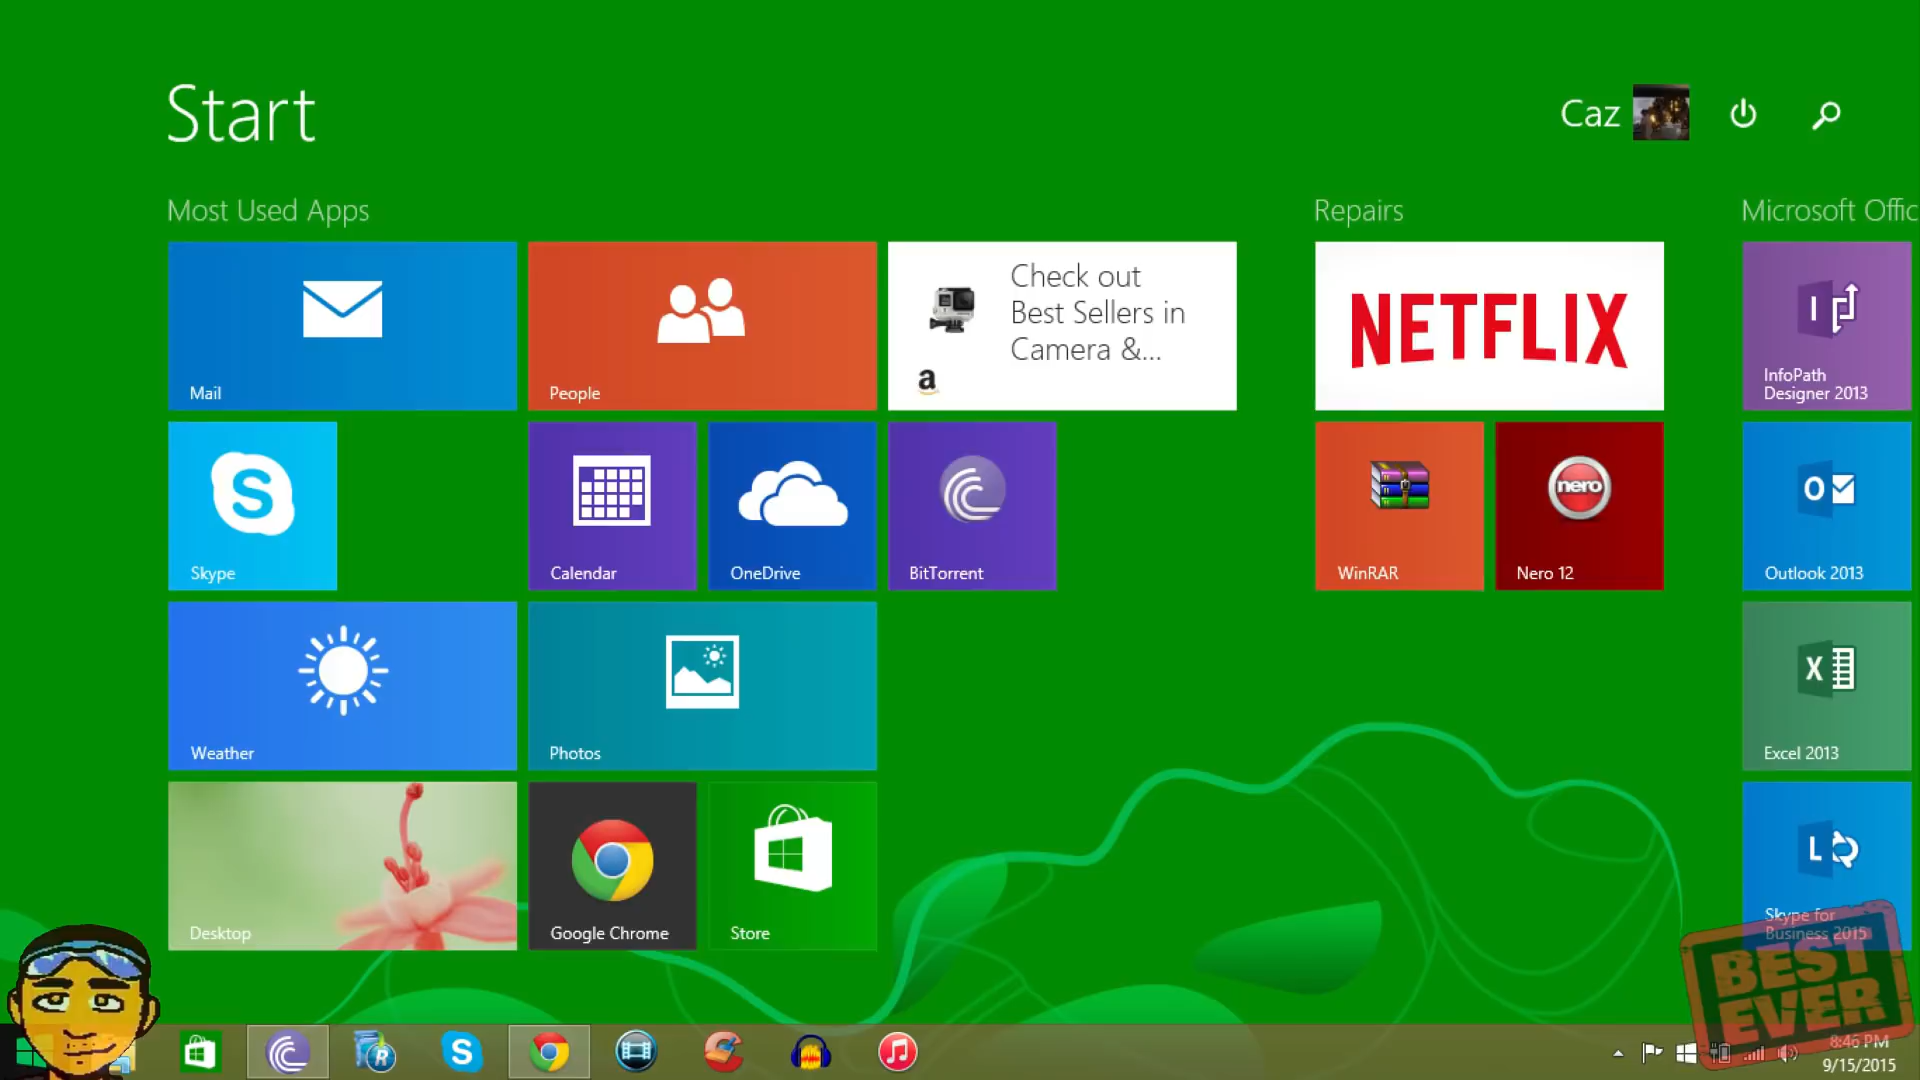 Start
Caz
Most Used Apps
Repairs
Microsoft Offic
Mail
People
Check out
Best Sellers in
Camera &...
a
NETFLIX
InfoPath
Designer 2013
Skype
Calendar
OneDrive
BitTorrent
WinRAR
nero
Nero 12
Outlook 2013
Weather
Photos
Excel 2013
Desktop
Google Chrome
Store
Skype for
Business 2015
BEST
EVER
8:46 PM
9/15/2015